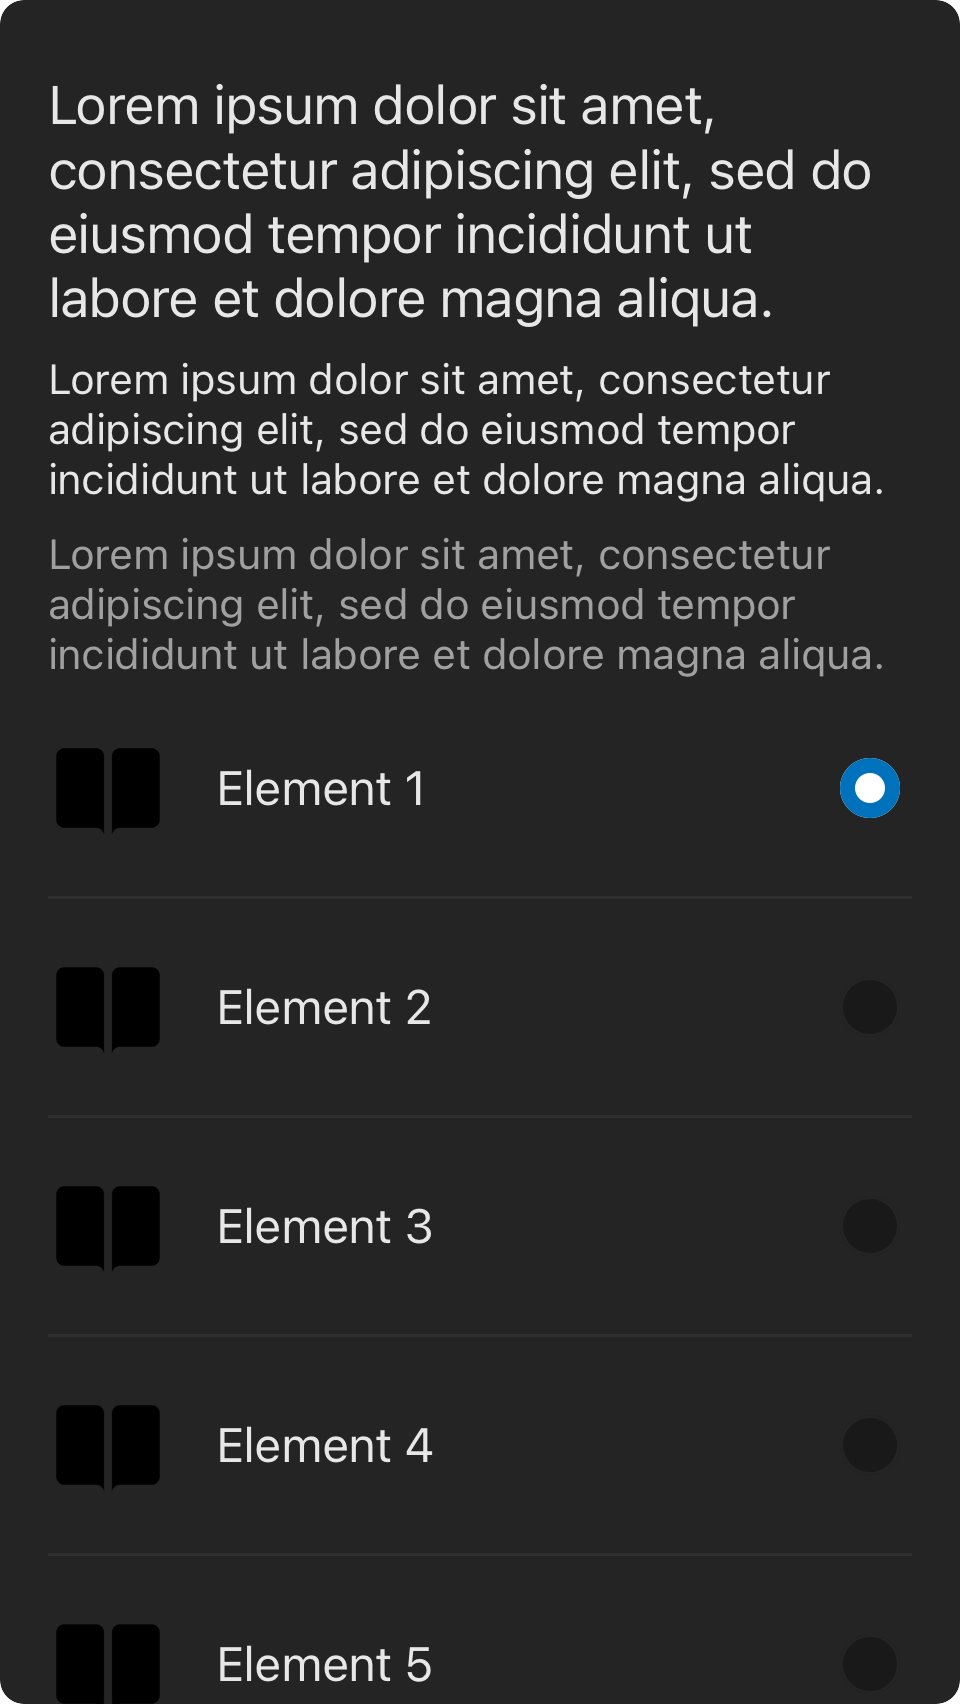 Lorem ipsum dolor sit amet,
consectetur adipiscing elit, sed do
eiusmod tempor incididunt ut
labore et dolore magna aliqua.
Lorem ipsum dolor sit amet, consectetur
adipiscing elit, sed do eiusmod tempor
incididunt ut labore et dolore magna aliqua.
Lorem ipsum dolor sit amet, consectetur
adipiscing elit, sed do eiusmod tempor
incididunt ut labore et dolore magna aliqua.
Element 1
Element 2
Element 3
Element 4
Element 5